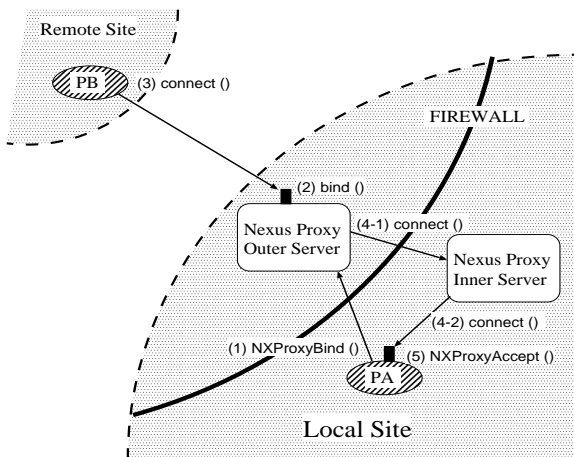 Remote Site
PB
(3) connect ()
FIREWALL
(2) bind ()
Nexus Proxy
Outer Server
(4-1) connect ()
Nexus Proxy
Inner Server
(4-2) connect ()
(1) NXProxyBind ()
(5) NXProxyAccept ()
PA
Local Site